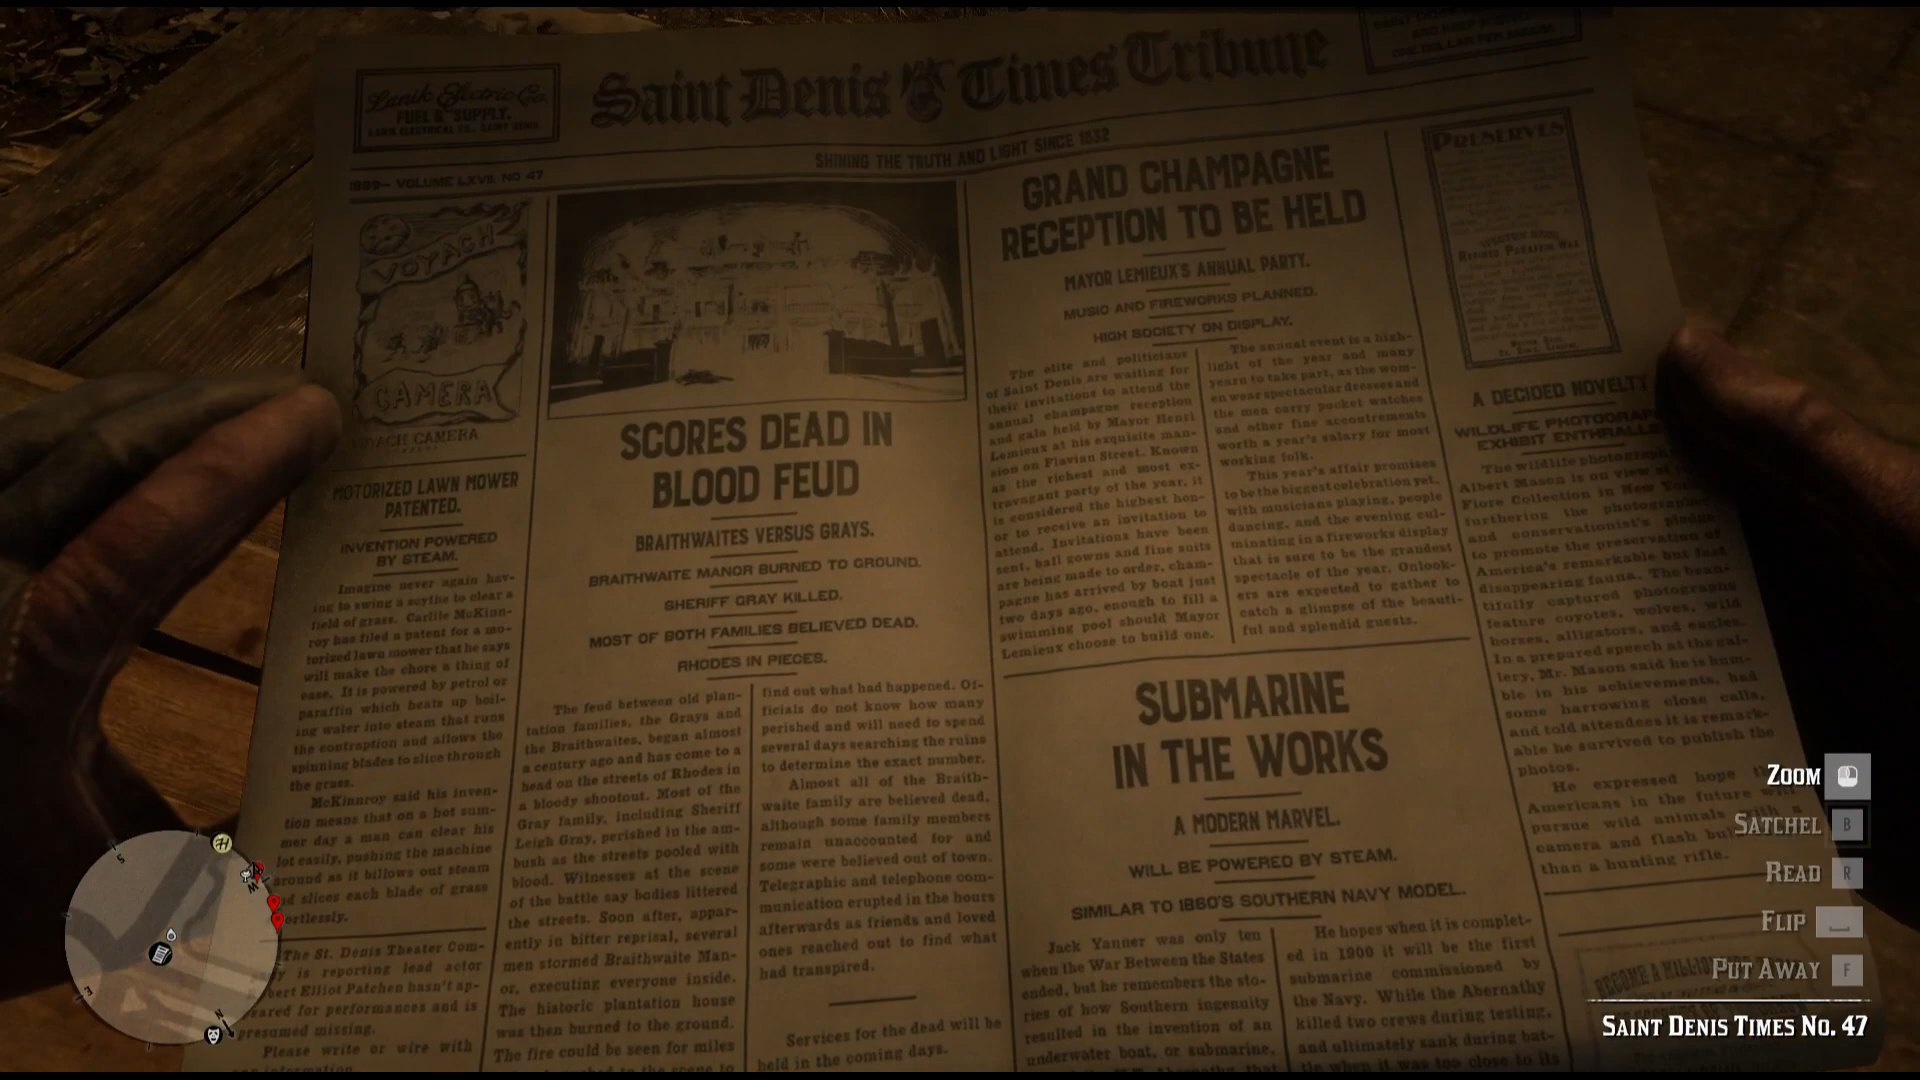 Lanik Electric Co.
FUEL & SUPPLY.
LANIK ELECTRICAL CO., SAINT DENIS
Saint Denis Times Tribune
AND
ONE DOLLAR PER
SHINING THE TRUTH AND LIGHT SINCE 1832
1899— VOLUME LXVII. NO 47
VOYACH
CAMERA
VOYACH CAMERA
MOTORIZED LAWN MOWER
PATENTED.
INVENTION POWERED
BY STEAM.
Imagine never again hav-
ing to swing a scythe to clear a
field of grass. Carlile McKinn-
roy has filed a patent for a mo-
torized lawn mower that he says
will make the chore a thing of
ease. It is powered by petrol or
paraffin which heats up boil-
ing water into steam that runs
the contraption and allows the
spinning blades to slice through
the grass.
McKinnroy said his inven-
tion means that on a hot sum-
mer day a man can clear his
lot easily, pushing the machine
around as it billows out steam
slices each blade of grass
ortlessly.
The St. Denis Theater Com-
y is reporting lead actor
bert Elliot Patchen hasn't ap-
eared for performances and is
presumed missing.
Please write or wire with
information.
SCORES DEAD IN
BLOOD FEUD
BRAITHWAITES VERSUS GRAYS.
BRAITHWAITE MANOR BURNED TO GROUND.
SHERIFF GRAY KILLED.
MOST OF BOTH FAMILIES BELIEVED DEAD.
RHODES IN PIECES.
The feud between old plan-
tation families, the Grays and
the Braithwaites, began almost
a century ago and has come to a
head on the streets of Rhodes in
a bloody shootout. Most of the
Gray family, including Sheriff
Leigh Gray, perished in the am-
bush as the streets pooled with
blood. Witnesses at the scene
of the battle say bodies littered
the streets. Soon after, appar-
ently in bitter reprisal, several
men stormed Braithwaite Man-
or, executing everyone inside.
The historic plantation house
was then burned to the ground.
The fire could be seen for miles
to the scene to
find out what had happened. Of-
ficials do not know how many
perished and will need to spend
several days searching the ruins
to determine the exact number.
Almost all of the Braith-
waite family are believed dead,
although some family members
remain unaccounted for and
some were believed out of town.
Telegraphic and telephone com-
munication erupted in the hours
afterwards as friends and loved
ones reached out to find what
had transpired.
Services for the dead will be
held in the coming days.
GRAND CHAMPAGNE
RECEPTION TO BE HELD
MAYOR LEMIEUX'S ANNUAL PARTY.
MUSIC AND FIREWORKS PLANNED.
HIGH SOCIETY ON DISPLAY.
The elite and politicians
of Saint Denis are waiting for
their invitations to attend the
annual champagne reception
and gala held by Mayor Henri
Lemieux at his exquisite man-
sion on Flavian Street. Known
as the richest and most ex-
travagant party of the year, it
is considered the highest hon-
or to receive an invitation to
attend. Invitations have been
sent, ball gowns and fine suits
are being made to order, cham-
pagne has arrived by boat just
two days ago, enough to fill a
swimming pool should Mayor
Lemieux choose to build one.
The annual event is a high-
light of the year and many
yearn to take part, as the wom-
en wear spectacular dresses and
the men carry pocket watches
and other fine accoutrements
worth a year's salary for most
working folk.
This year's affair promises
to be the biggest celebration yet,
with musicians playing, people
dancing, and the evening cul-
minating in a fireworks display
that is sure to be the grandest
spectacle of the year. Onlook-
ers are expected to gather to
catch a glimpse of the beauti-
ful and splendid guests.
SUBMARINE
IN THE WORKS
A MODERN MARVEL.
WILL BE POWERED BY STEAM.
SIMILAR TO 1860'S SOUTHERN NAVY MODEL.
Jack Yanner was only ten
when the War Between the States
ended, but he remembers the sto-
ries of how Southern ingenuity
resulted in the invention of an
underwater boat, or submarine,
that
He hopes when it is complet-
ed in 1900 it will be the first
submarine commissioned by
the Navy. While the Abernathy
killed two crews during testing,
and ultimately sank during bat-
tle when it was too close to its
PRESERVES
A DECIDED NOVELTY
WILDLIFE PHOTOGRAP
EXHIBIT ENTHRALLS
The wildlife photograph
Albert Mason is on view at
Fiore Collection in New Yo
furthering the photographer
and conservationist's pledge
to promote the preservation of
America's remarkable but fast
disappearing fauna. The beau-
tifully captured photographs
feature coyotes, wolves, wild
horses, alligators, and eagles.
In a prepared speech at the gal-
lery, Mr. Mason said he is hum-
ble in his achievements, had
some harrowing close calls,
and told attendees it is remark-
able he survived to publish the
photos.
He expressed hope
Americans in the future will
pursue wild animals with a
camera and flash bulb
than a hunting rifle.
BECOME A MILLION
ZOOM
SATCHEL B
READ R
FLIP
PUT AWAY F
SAINT DENIS TIMES NO. 47
S
W
E
N